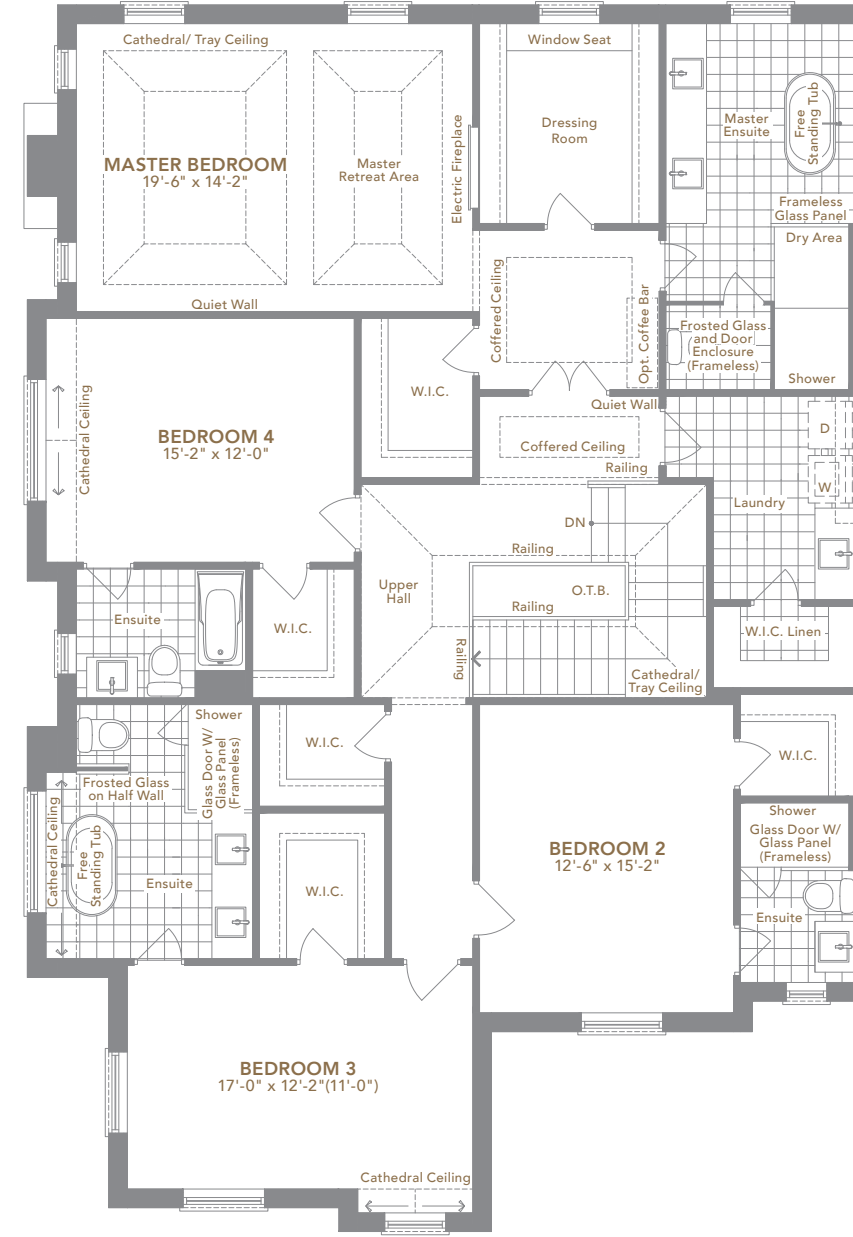 Cathedral/ Tray Ceiling
MASTER BEDROOM
19'-6" x 14'-2"
Master
Retreat Area
Electric Fireplace
Quiet Wall
Window Seat
Dressing
Room
Master
Ensuite
Free
Standing Tub
Frameless
Glass Panel
Dry Area
Frosted Glass
and Door
Enclosure
(Frameless)
Shower
Coffered Ceiling
Opt. Coffee Bar
Quiet Wall
W.I.C.
Cathedral Ceiling
BEDROOM 4
15'-2" x 12'-0"
Coffered Ceiling
Railing
D
W
Laundry
DN
Railing
Upper
Hall
O.T.B.
Railing
Railing
Cathedral/
Tray Ceiling
W.I.C. Linen
Ensuite
W.I.C.
Shower
Glass Door W/
Glass Panel
(Frameless)
W.I.C.
Frosted Glass
on Half Wall
Cathedral Ceiling
Free
Standing Tub
Ensuite
W.I.C.
BEDROOM 2
12'-6" x 15'-2"
W.I.C.
Shower
Glass Door W/
Glass Panel
(Frameless)
Ensuite
BEDROOM 3
17'-0" x 12'-2"(11'-0")
Cathedral Ceiling